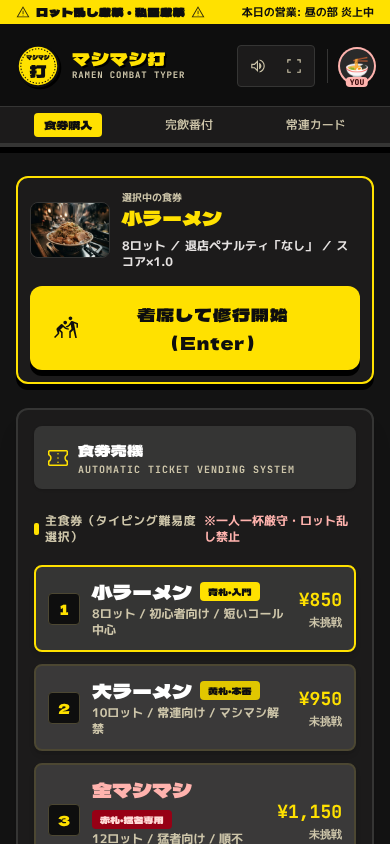 ⚠ ロット乱し厳禁・私語厳禁 ⚠ 本日の営業: 昼の部 炎上中
マシマシ
打
マシマシ打
RAMEN COMBAT TYPER
YOU
食券購入 完飲番付 常連カード
選択中の食券
小ラーメン
8ロット ／ 退店ペナルティ「なし」 ／ ス
コア×1.0
着席して修行開始
(Enter)
食券売機
AUTOMATIC TICKET VENDING SYSTEM
主食券（タイピング難易度
選択）
※一人一杯厳守・ロット乱
し禁止
1 小ラーメン 青札・入門 ¥850
8ロット / 初心者向け / 短いコール
中心
未挑戦
2 大ラーメン 黄札・本番 ¥950
10ロット / 常連向け / マシマシ解
禁
未挑戦
3 全マシマシ ¥1,150
赤札・猛者専用
未挑戦
12ロット / 猛者向け / 順不